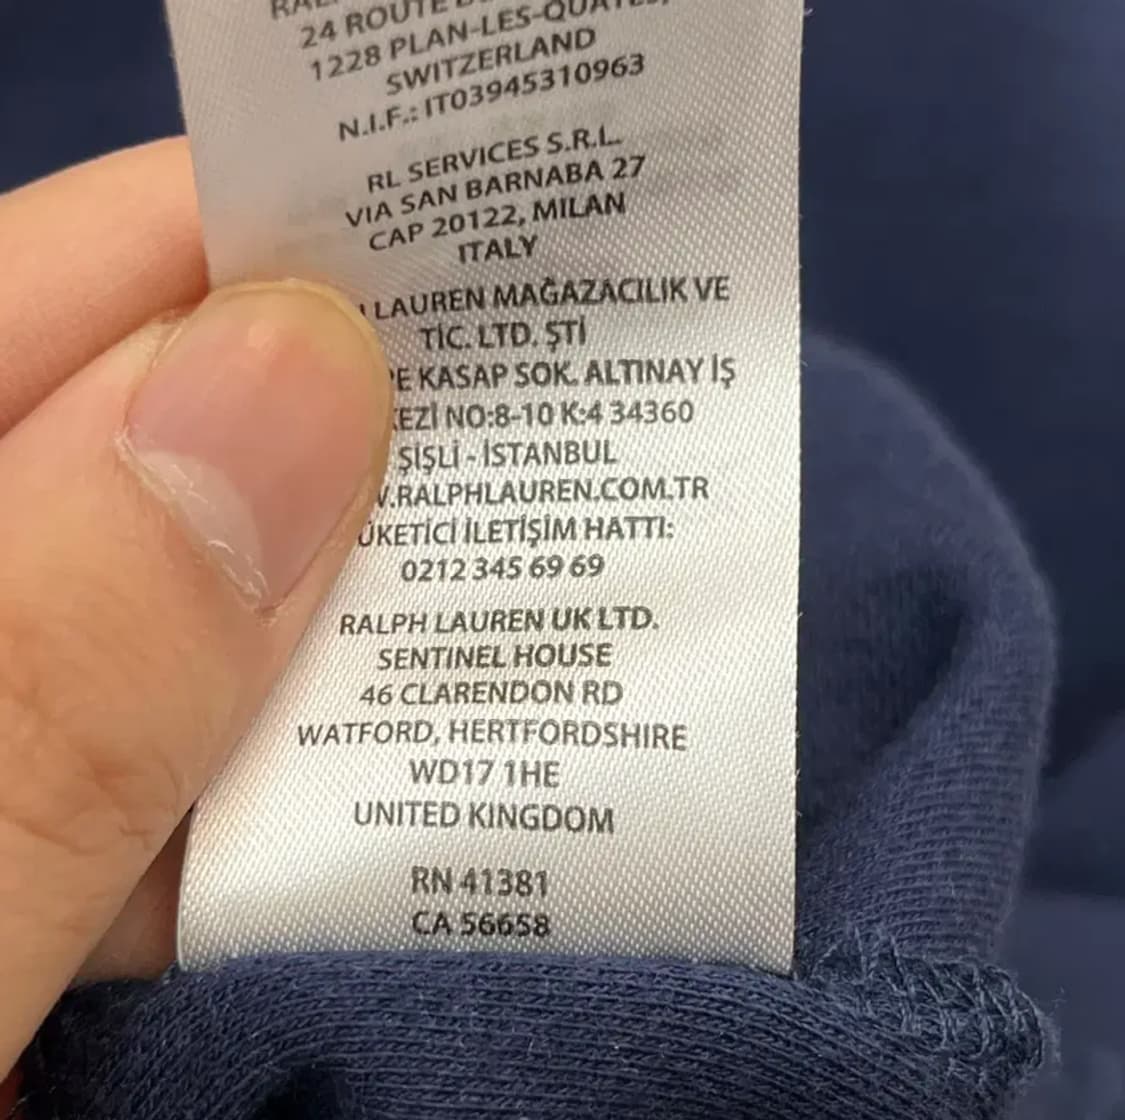 24 ROUTE
1228 PLAN-LES-QUATES,
SWITZERLAND
N.I.F.: IT03945310963
RL SERVICES S.R.L.
VIA SAN BARNABA 27
CAP 20122, MILAN
ITALY
LAUREN MAĞAZACILIK VE
TİC. LTD. ŞTİ
KASAP SOK. ALTINAY İŞ
NO:8-10 K:4 34360
ŞİŞLİ - İSTANBUL
.RALPHLAUREN.COM.TR
İLETİŞİM HATTI:
0212 345 69 69
RALPH LAUREN UK LTD.
SENTINEL HOUSE
46 CLARENDON RD
WATFORD, HERTFORDSHIRE
WD17 1HE
UNITED KINGDOM
RN 41381
CA 56658